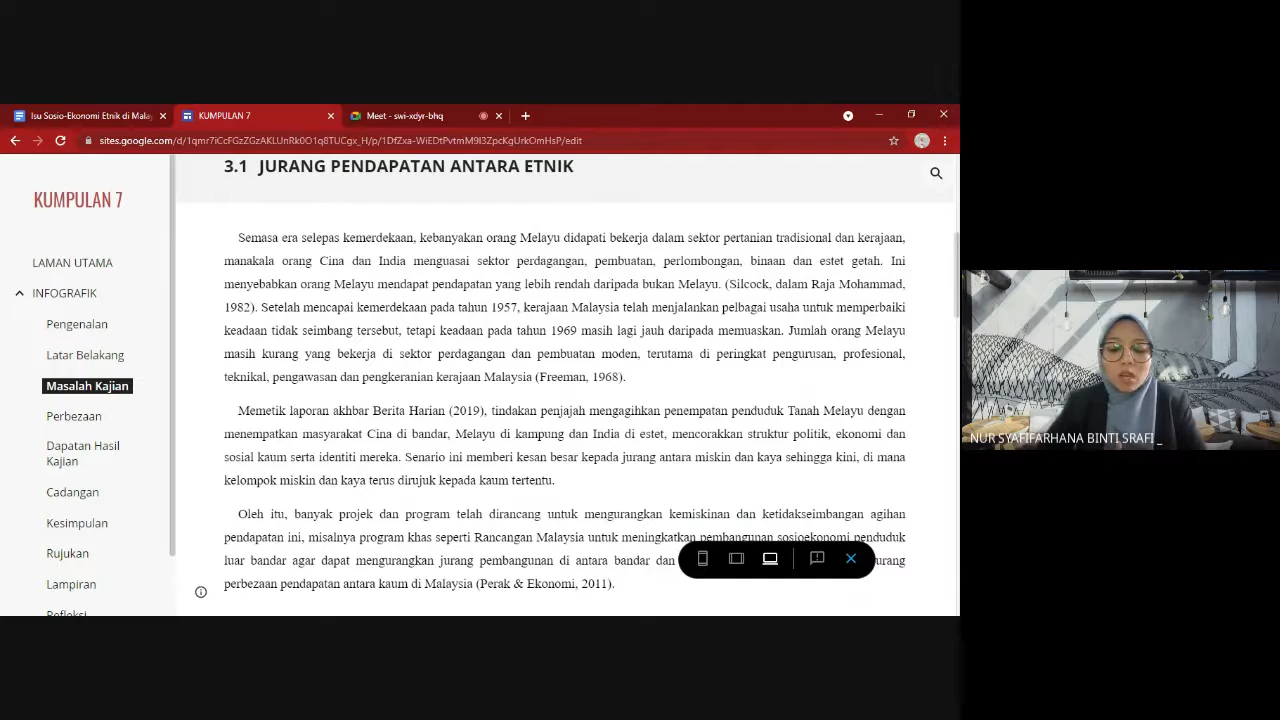 Isu Sosio-Ekonomi Etnik di Mala
KUMPULAN 7
Meet - swi-xdyr-bhq
sites.google.com/d/1qmr7iCcFGzZGzAKLUnRk0O1q8TUCgx_H/p/1DfZxa-WiEDtPvtmM9l3ZpcKgUrkOmHsP/edit
KUMPULAN 7
LAMAN UTAMA
INFOGRAFIK
Pengenalan
Latar Belakang
Masalah Kajian
Perbezaan
Dapatan Hasil
Kajian
Cadangan
Kesimpulan
Rujukan
Lampiran
Refleksi
3.1 JURANG PENDAPATAN ANTARA ETNIK
Semasa era selepas kemerdekaan, kebanyakan orang Melayu didapati bekerja dalam sektor pertanian tradisional dan kerajaan,
manakala orang Cina dan India menguasai sektor perdagangan, pembuatan, perlombongan, binaan dan estet getah. Ini
menyebabkan orang Melayu mendapat pendapatan yang lebih rendah daripada bukan Melayu. (Silcock, dalam Raja Mohammad,
1982). Setelah mencapai kemerdekaan pada tahun 1957, kerajaan Malaysia telah menjalankan pelbagai usaha untuk memperbaiki
keadaan tidak seimbang tersebut, tetapi keadaan pada tahun 1969 masih lagi jauh daripada memuaskan. Jumlah orang Melayu
masih kurang yang bekerja di sektor perdagangan dan pembuatan moden, terutama di peringkat pengurusan, profesional,
teknikal, pengawasan dan pengkeranian kerajaan Malaysia (Freeman, 1968).
Memetik laporan akhbar Berita Harian (2019), tindakan penjajah mengagihkan penempatan penduduk Tanah Melayu dengan
menempatkan masyarakat Cina di bandar, Melayu di kampung dan India di estet, mencorakkan struktur politik, ekonomi dan
sosial kaum serta identiti mereka. Senario ini memberi kesan besar kepada jurang antara miskin dan kaya sehingga kini, di mana
kelompok miskin dan kaya terus dirujuk kepada kaum tertentu.
Oleh itu, banyak projek dan program telah dirancang untuk mengurangkan kemiskinan dan ketidakseimbangan agihan
pendapatan ini, misalnya program khas seperti Rancangan Malaysia untuk meningkatkan pembangunan sosioekonomi penduduk
luar bandar agar dapat mengurangkan jurang pembangunan di antara bandar dan urang
perbezaan pendapatan antara kaum di Malaysia (Perak & Ekonomi, 2011).
NUR SYAFIFARHANA BINTI SRAFI _